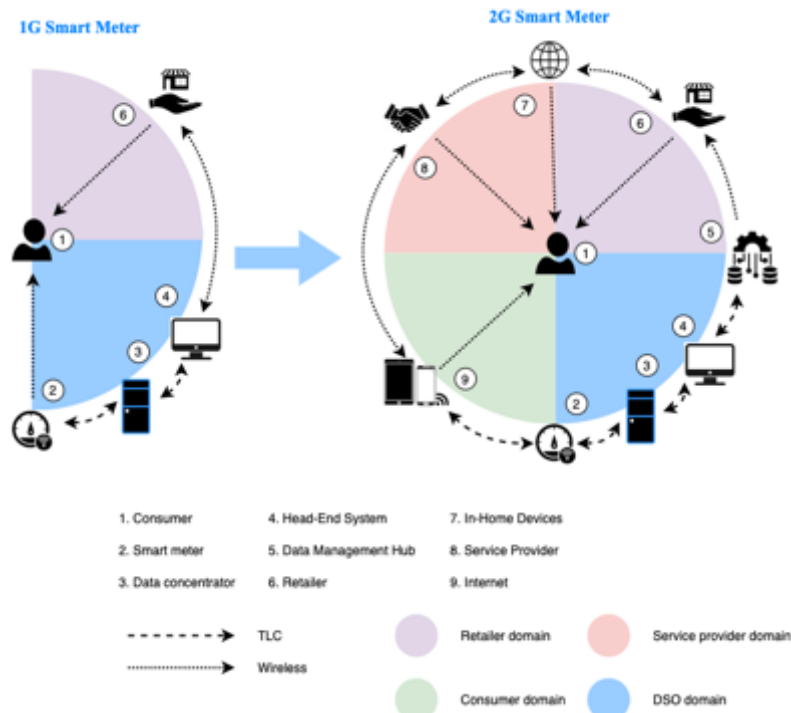 1G Smart Meter
2G Smart Meter
6
1
4
3
2
7
6
8
5
1
4
3
9
2
1. Consumer
4. Head-End System
7. In-Home Devices
2. Smart meter
5. Data Management Hub
8. Service Provider
3. Data concentrator
6. Retailer
9. Internet
TLC
Retailer domain
Service provider domain
Wireless
Consumer domain
DSO domain